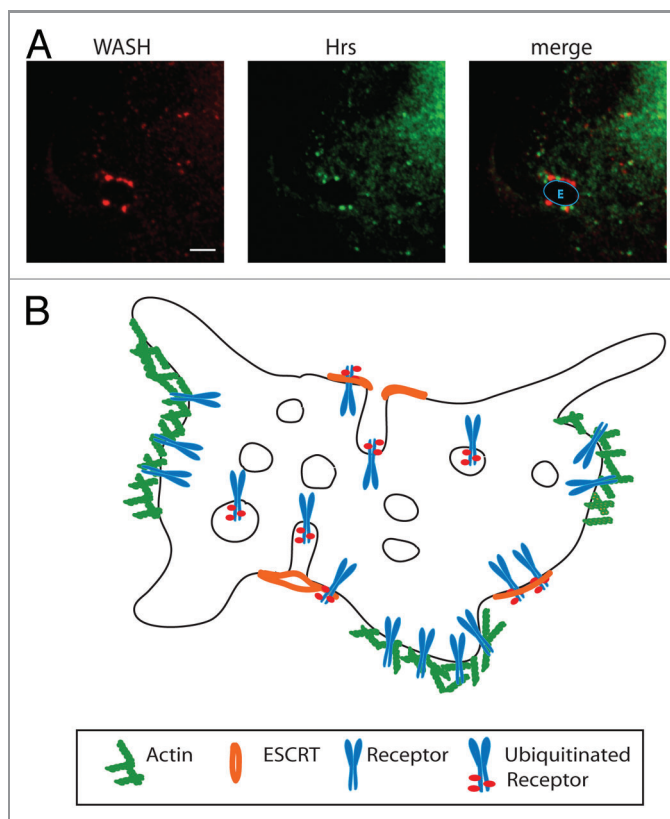 A
WASH
Hrs
merge
E
B
Actin
ESCRT
Receptor
Ubiquitinated
Receptor